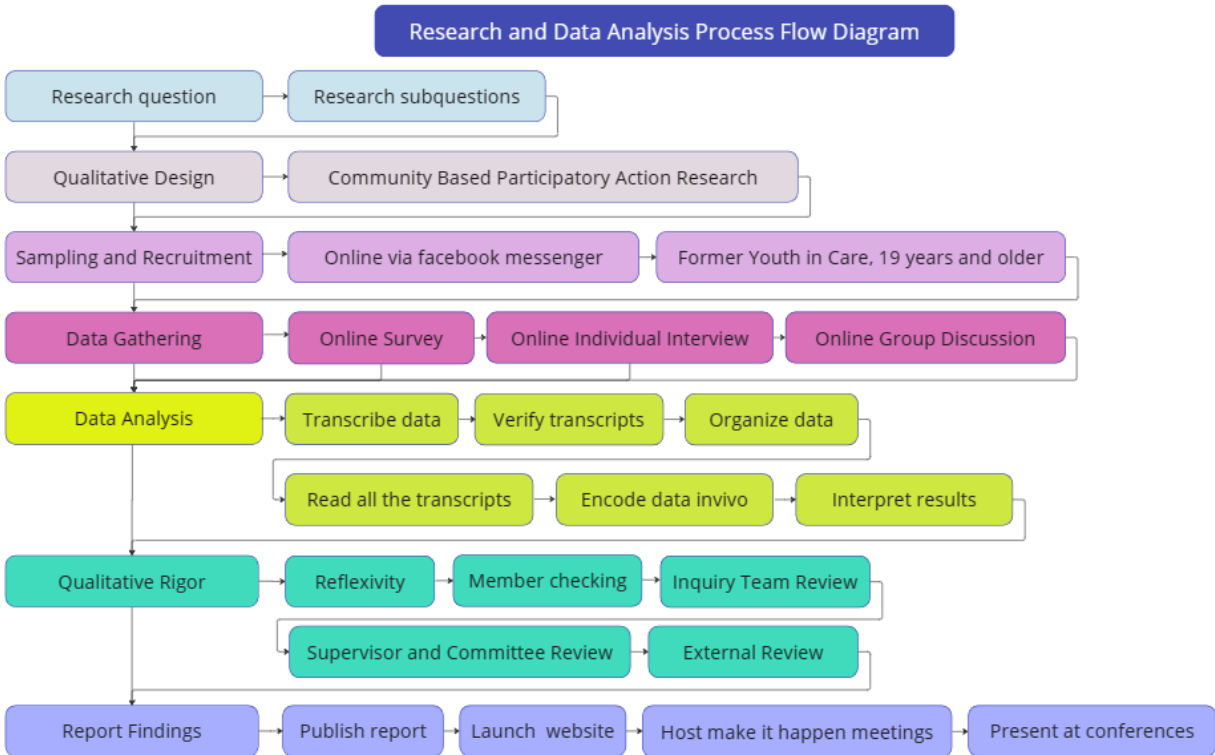 Research and Data Analysis Process Flow Diagram
Research question
Research subquestions
Qualitative Design
Community Based Participatory Action Research
Sampling and Recruitment
Online via facebook messenger
Former Youth in Care, 19 years and older
Data Gathering
Online Survey
Online Individual Interview
Online Group Discussion
Data Analysis
Transcribe data
Verify transcripts
Organize data
Read all the transcripts
Encode data invivo
Interpret results
Qualitative Rigor
Reflexivity
Member checking
Inquiry Team Review
Supervisor and Committee Review
External Review
Report Findings
Publish report
Launch website
Host make it happen meetings
Present at conferences